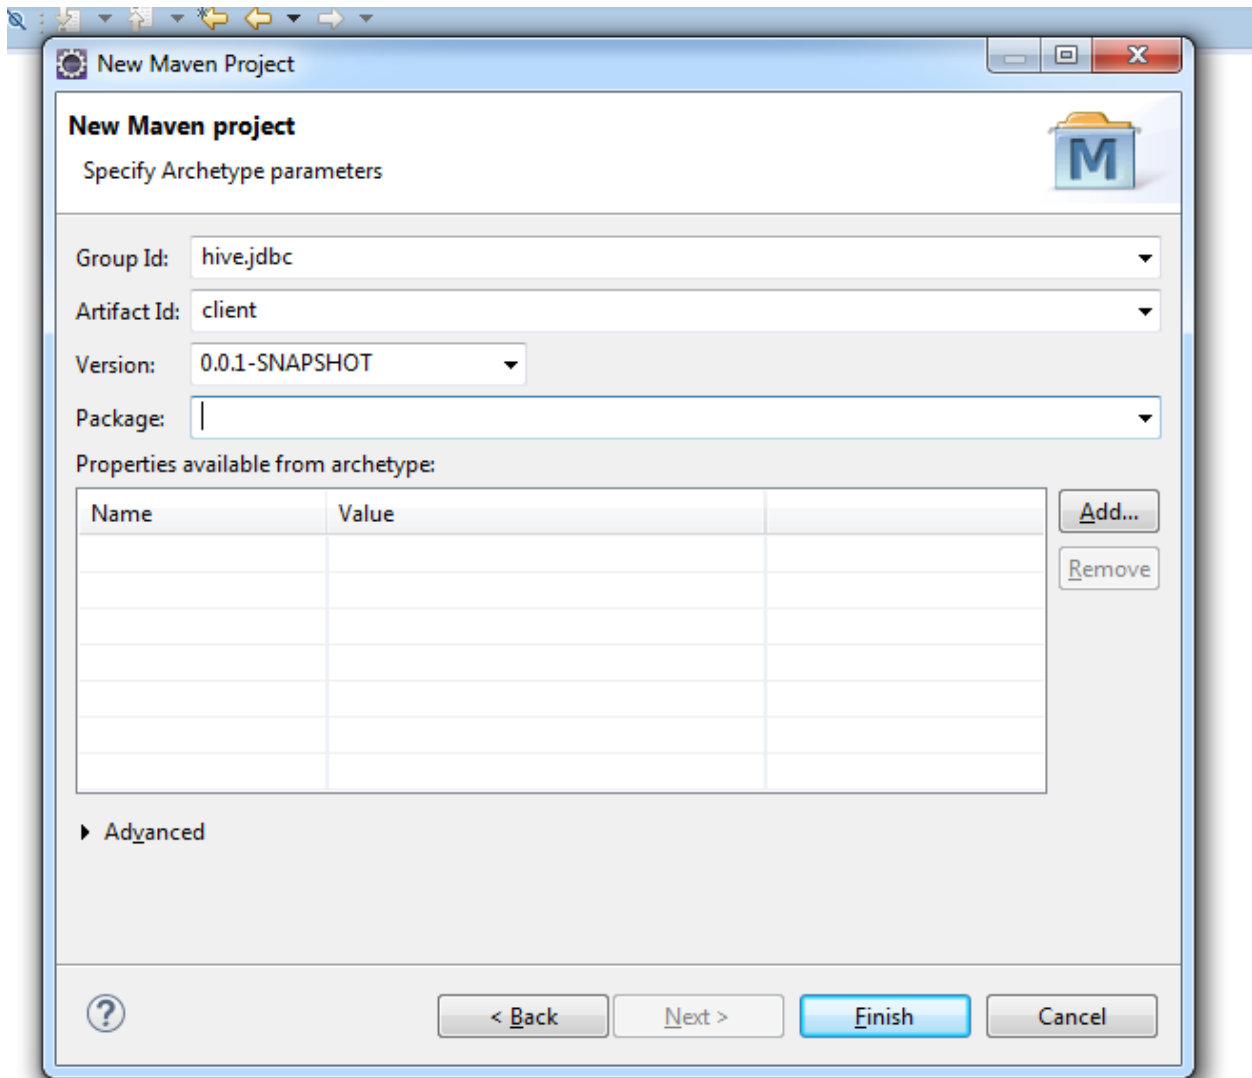 New Maven Project
New Maven project
Specify Archetype parameters
M
Group Id: hive.jdbc
Artifact Id: client
Version: 0.0.1-SNAPSHOT
Package:
Properties available from archetype:
Name Value
Add...
Remove
Advanced
? < Back Next > Finish Cancel